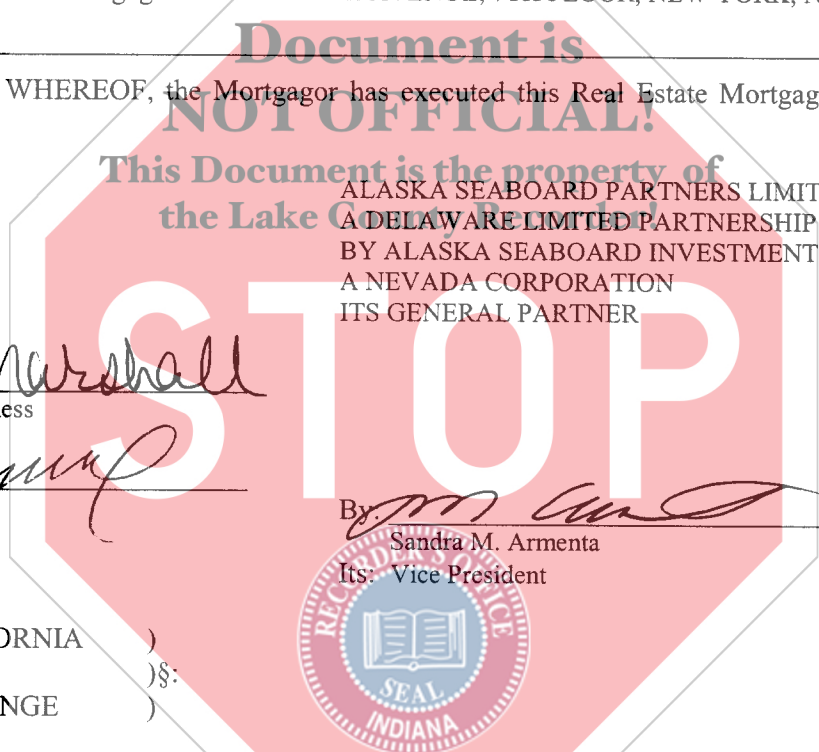 Document is
WHEREOF, the Mortgagor has executed this Real Estate Mortgag
NOT OFFICIAL!
This Document is the property of
ALASKA SEABOARD PARTNERS LIMIT
the Lake County Recorder!
A DELAWARE LIMITED PARTNERSHIP
BY ALASKA SEABOARD INVESTMENT
A NEVADA CORPORATION
ITS GENERAL PARTNER
STOP
Marshall
ess
By:
Sandra M. Armenta
Its: Vice President
ORNIA )
)§:
NGE )
RECORDER'S OFFICE
SEAL
INDIANA